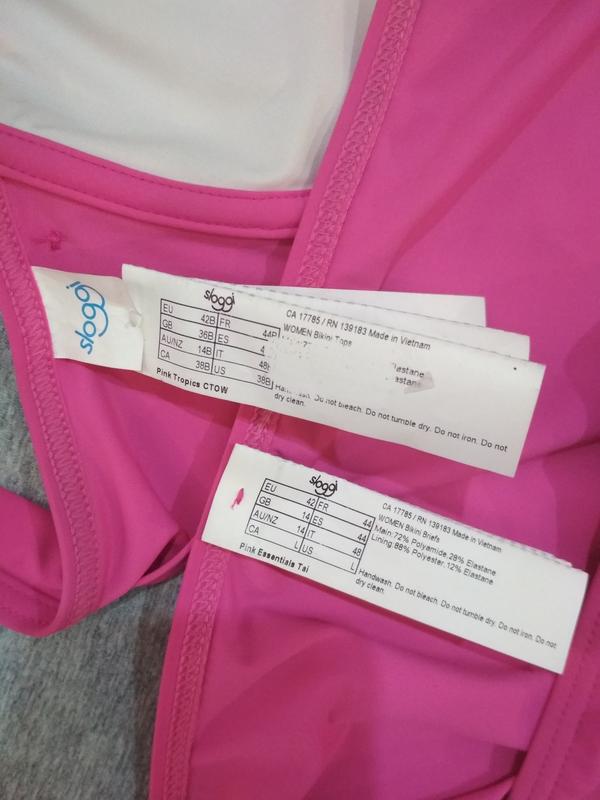 sloggi
sloggi
EU 42B FR 44B
GB 36B ES
AU/NZ 14B IT 48B
CA 38B US 38B
Pink Tropics CTOW
CA 17785 / RN 139183 Made in Vietnam
WOMEN Bikini Tops
Do not bleach. Do not tumble dry. Do not iron. Do not
dry clean.
sloggi
EU 42 FR 44
GB 14 ES 44
AU/NZ 14 IT 48
CA L US L
Pink Essentials Tai
CA 17785 / RN 139183 Made in Vietnam
WOMEN Bikini Briefs
Main:72% Polyamide.28% Elastane
Lining:88% Polyester.12% Elastane
Handwash. Do not bleach. Do not tumble dry. Do not iron. Do not
dry clean.